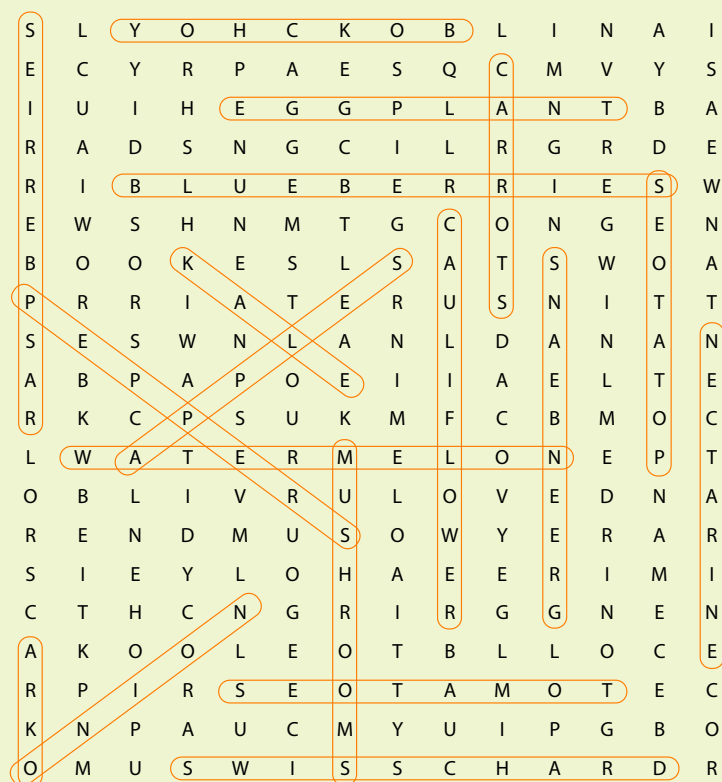 S L Y O H C K O B L I N A I
E C Y R P A E S Q C M V Y S
I U I H E G G P L A N T B A
R A D S N G C I L R G R D E
R I B L U E B E R R I E S W
E W S H N M T G C O N G E N
B O O K E S L S A T S W O A
P R R I A T E R U S N I T T
S E S W N L A N L D A N A N
A B P A P O E I I A E L T E
R K C P S U K M F C B M O C
L W A T E R M E L O N E P T
O B L I V R U L O V E D N A
R E N D M U S O W Y E R A R
S I E Y L O H A E E R I M I
C T H C N G R I R G G N E N
A K O O L E O T B L L O C E
R P I R S E O T A M O T E C
K N P A U C M Y U I P G B O
O M U S W I S S C H A R D R